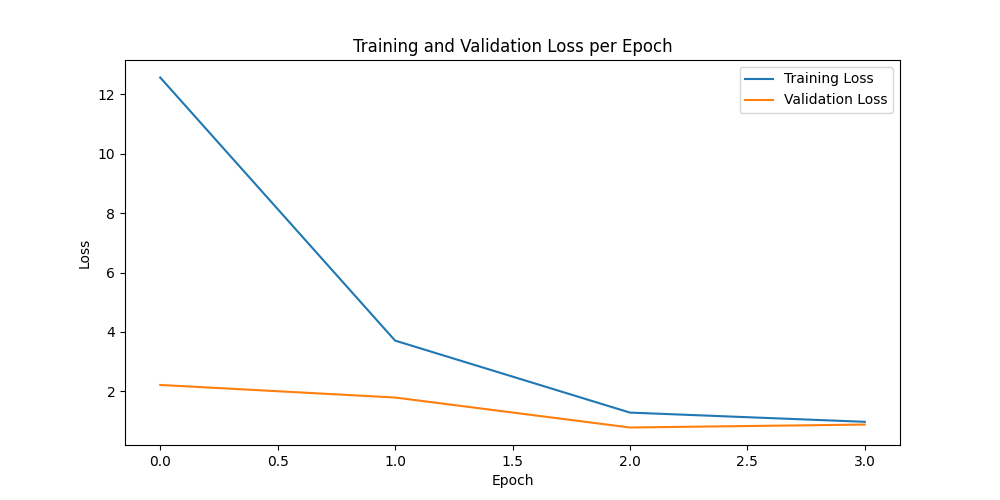 Training and Validation Loss per Epoch
Training Loss
Validation Loss
12
10
8
6
4
2
Loss
0.0 0.5 1.0 1.5 2.0 2.5 3.0
Epoch